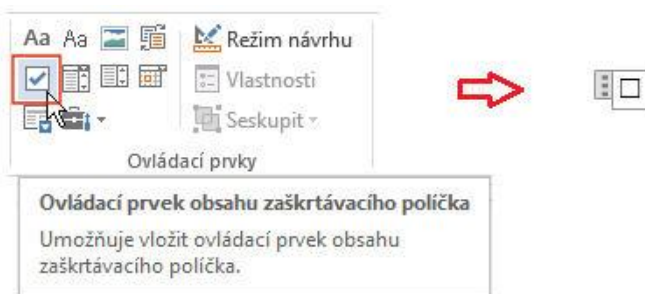 Aa Aa Režim návrhu
Vlastnosti
Seskupit
Ovládací prvky
Ovládací prvek obsahu zaškrtávacího políčka
Umožňuje vložit ovládací prvek obsahu
zaškrtávacího políčka.